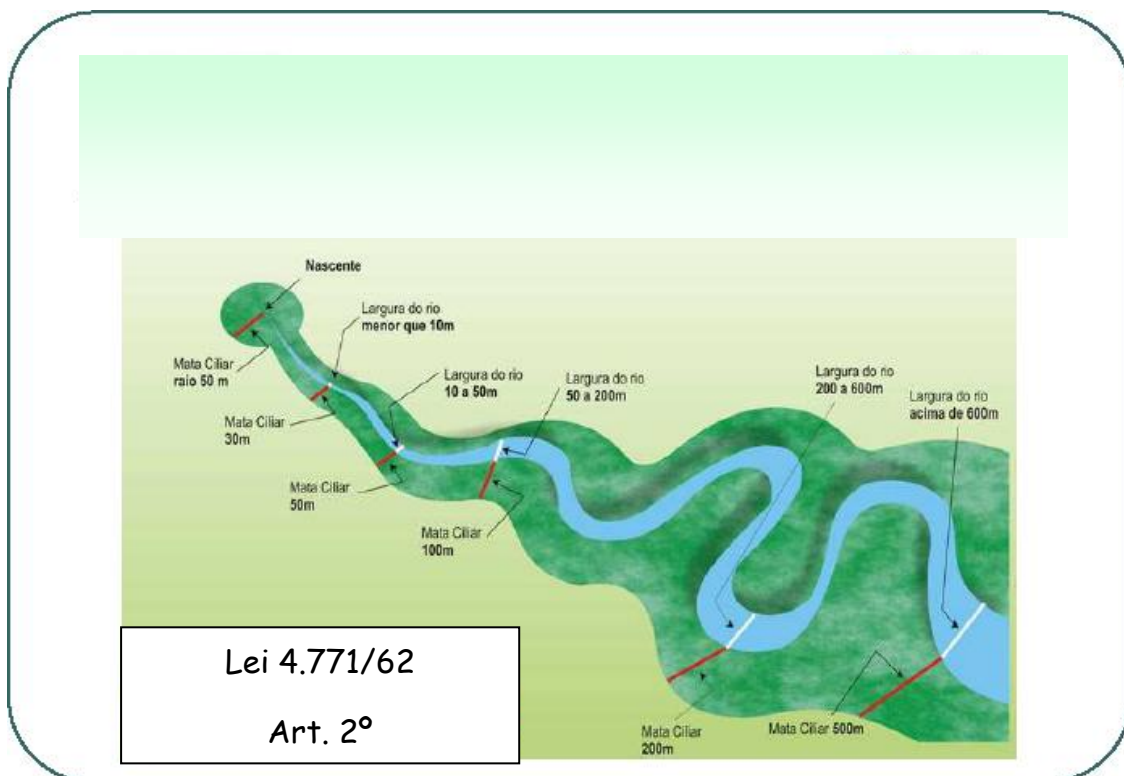 Nascente
Largura do rio
menor que 10m
Mata Ciliar
raio 50 m
Largura do rio
10 a 50m
Largura do rio
50 a 200m
Largura do rio
200 a 600m
Largura do rio
acima de 600m
Mata Ciliar
30m
Mata Ciliar
50m
Mata Ciliar
100m
Mata Ciliar
200m
Mata Ciliar 500m
Lei 4.771/62
Art. 2º